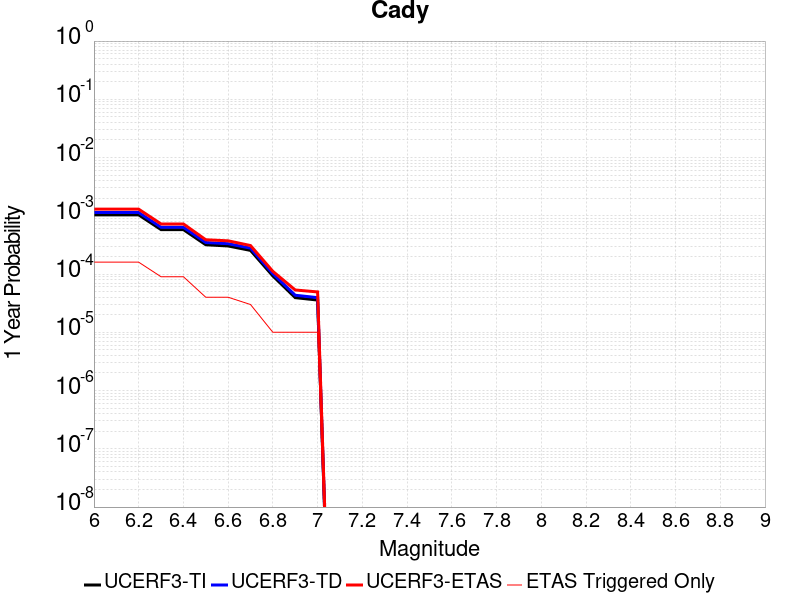 Cady
10^0
10^-1
10^-2
10^-3
10^-4
10^-5
10^-6
10^-7
10^-8
1 Year Probability
6 6.2 6.4 6.6 6.8 7 7.2 7.4 7.6 7.8 8 8.2 8.4 8.6 8.8 9
Magnitude
UCERF3-TI UCERF3-TD UCERF3-ETAS ETAS Triggered Only